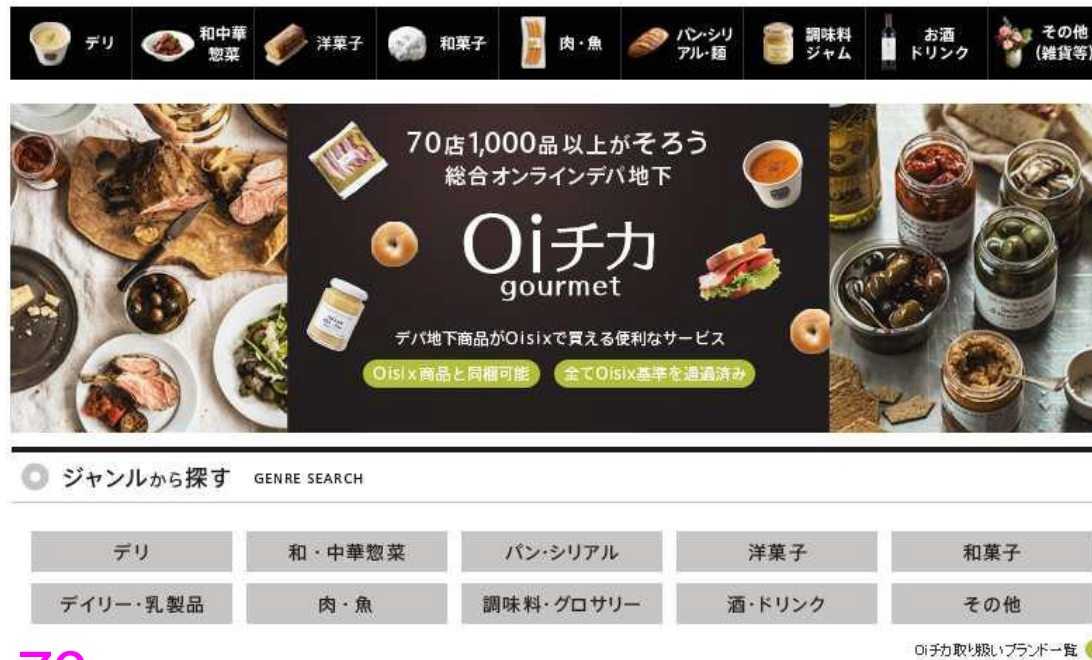 デリ
和中華
惣菜
洋菓子
和菓子
肉・魚
パン・シリ
アル・麺
調味料
ジャム
お酒
ドリンク
その他
(雑貨等)
70店1,000品以上がそろう
総合オンラインデパ地下
Oiチカ
gourmet
デパ地下商品がOisixで買える便利なサービス
Oisix商品と同梱可能 全てOisix基準を通過済み
ジャンルから探す GENRE SEARCH
デリ 和・中華惣菜 パン・シリアル 洋菓子 和菓子
デイリー・乳製品 肉・魚 調味料・グロサリー 酒・ドリンク その他
Oiチカ取り扱いブランド一覧